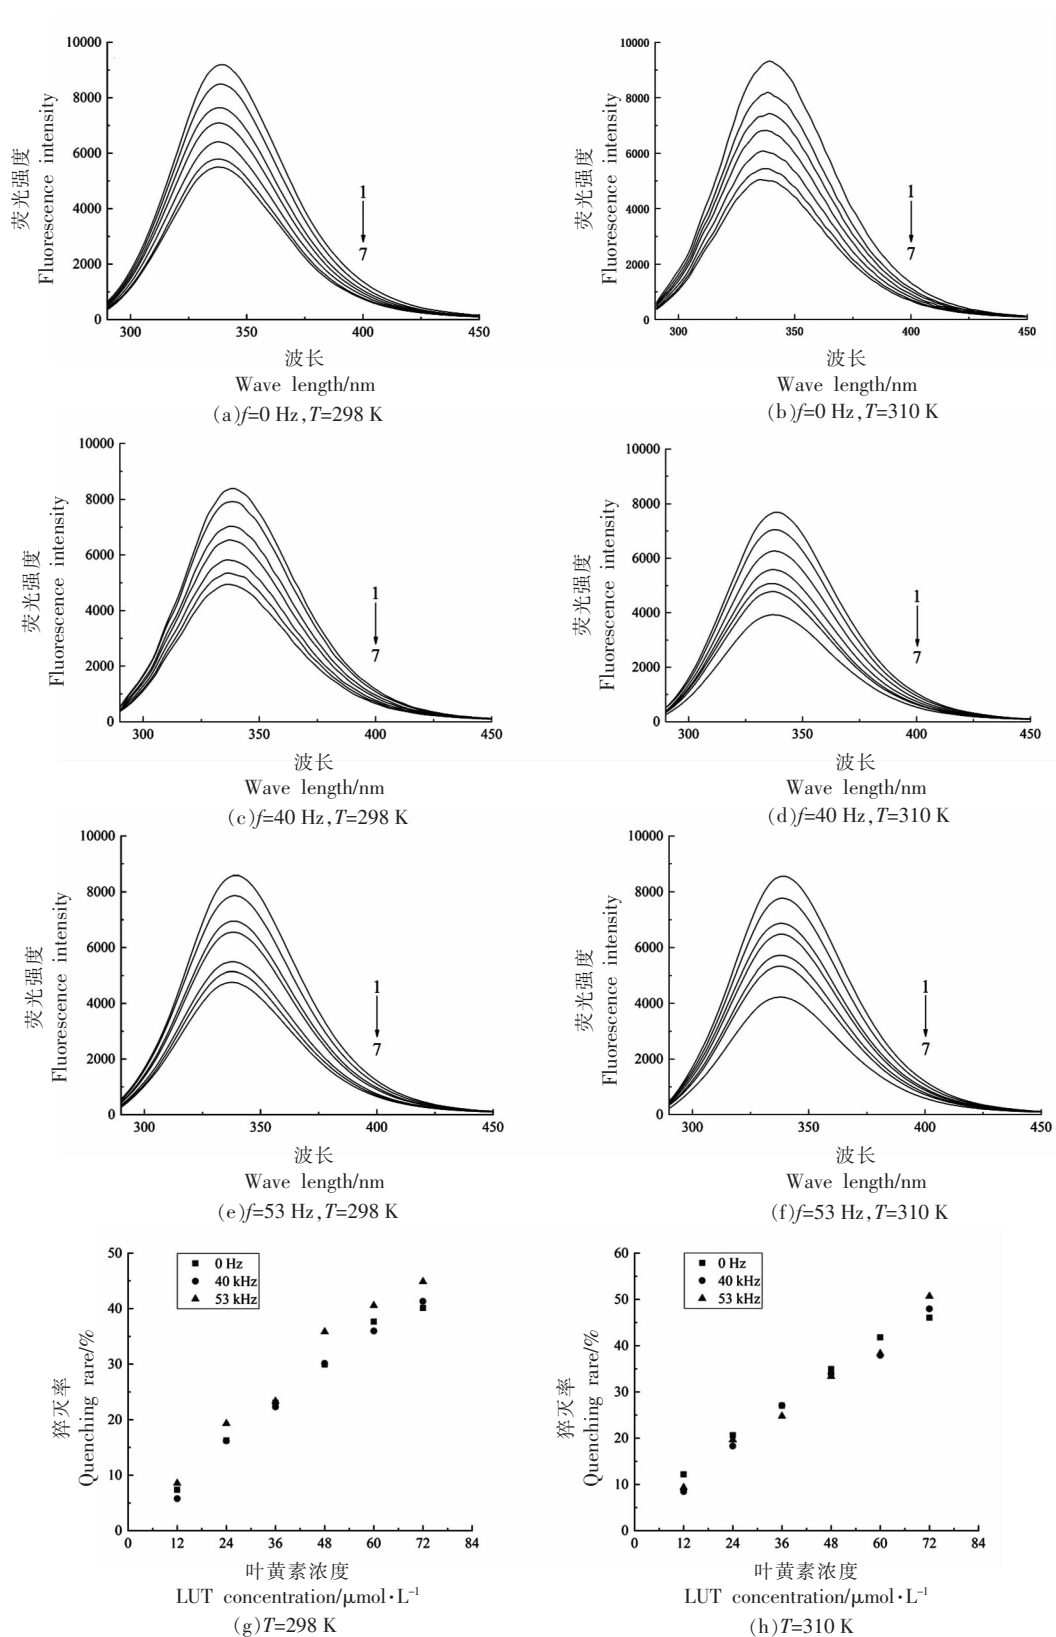 10000
8000
6000
4000
2000
0
荧光强度
Fluorescence intensity
1
7
300
350
400
450
波长
Wave length/nm
(a)f=0 Hz,T=298 K
10000
8000
6000
4000
2000
0
荧光强度
Fluorescence intensity
1
7
300
350
400
450
波长
Wave length/nm
(b)f=0 Hz,T=310 K
10000
8000
6000
4000
2000
0
荧光强度
Fluorescence intensity
1
7
300
350
400
450
波长
Wave length/nm
(c)f=40 Hz,T=298 K
10000
8000
6000
4000
2000
0
荧光强度
Fluorescence intensity
1
7
300
350
400
450
波长
Wave length/nm
(d)f=40 Hz,T=310 K
10000
8000
6000
4000
2000
0
荧光强度
Fluorescence intensity
1
7
300
350
400
450
波长
Wave length/nm
(e)f=53 Hz,T=298 K
10000
8000
6000
4000
2000
0
荧光强度
Fluorescence intensity
1
7
300
350
400
450
波长
Wave length/nm
(f)f=53 Hz,T=310 K
50
40
30
20
10
0
猝灭率
Quenching rare/%
0 Hz
40 kHz
53 kHz
0 12 24 36 48 60 72 84
叶黄素浓度
LUT concentration/μmol·L⁻¹
(g)T=298 K
60
50
40
30
20
10
0
猝灭率
Quenching rare/%
0 Hz
40 kHz
53 kHz
0 12 24 36 48 60 72 84
叶黄素浓度
LUT concentration/μmol·L⁻¹
(h)T=310 K